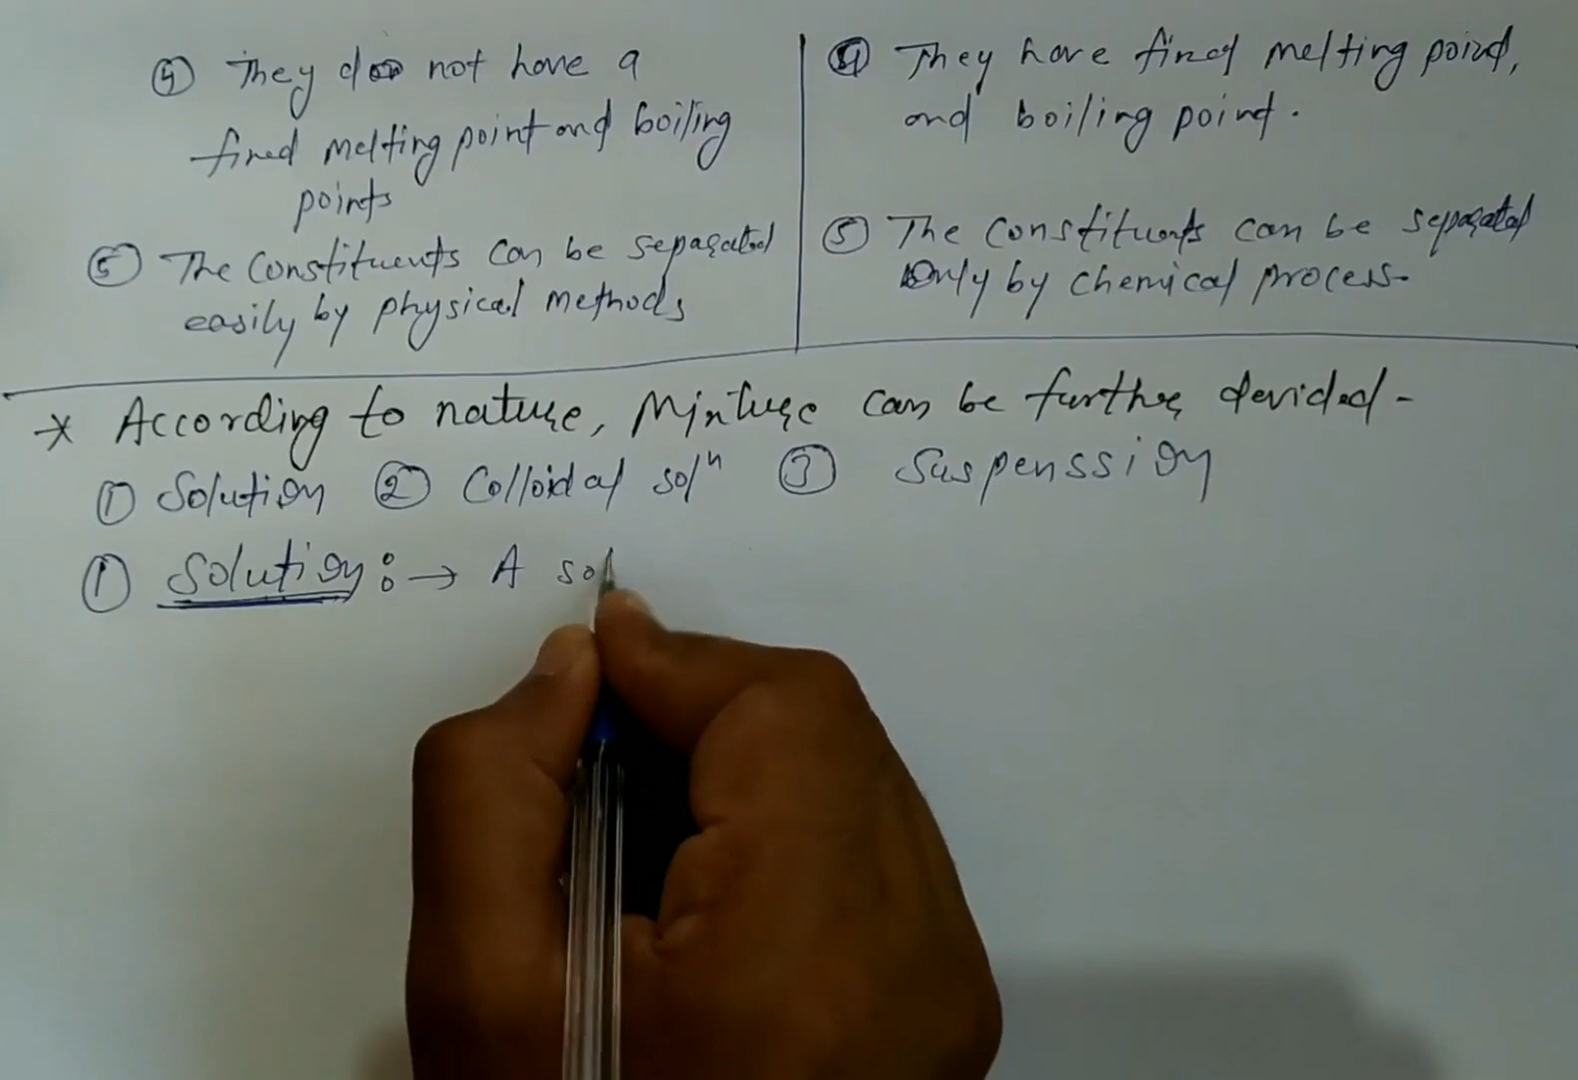 ④ They do not have a
fixed melting point and boiling
points
⑤ The Constituents can be separated
easily by physical methods
④ They have fixed melting point,
and boiling point.
⑤ The Constituents can be separated
Only by chemical process.
* According to nature, Mixture can be further devided -
① Solution ② Colloidal solⁿ ③ Suspenssion
① Solution :→ A sol